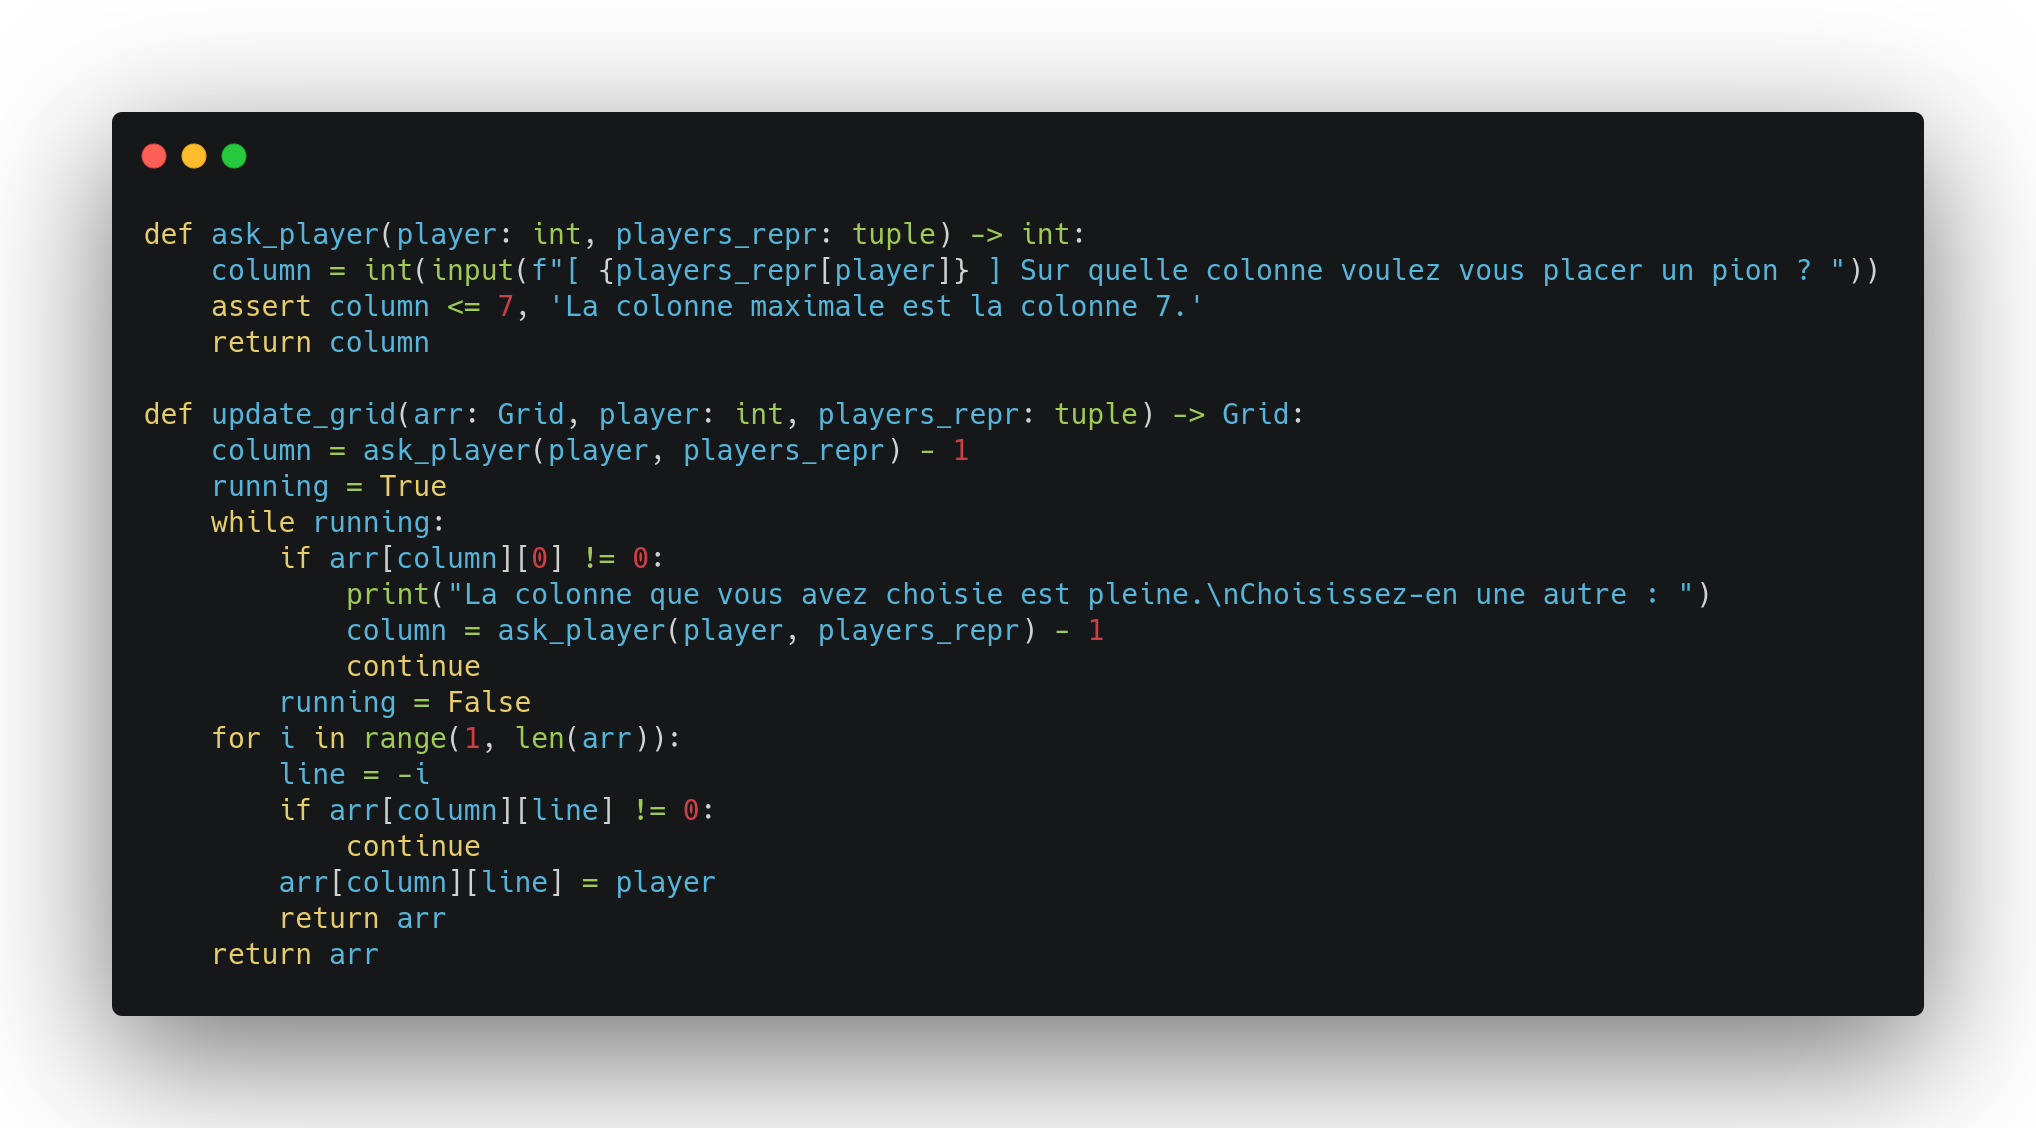 def ask_player(player: int, players_repr: tuple) -> int:
    column = int(input(f"[ {players_repr[player]} ] Sur quelle colonne voulez vous placer un pion ? "))
    assert column <= 7, 'La colonne maximale est la colonne 7.'
    return column

def update_grid(arr: Grid, player: int, players_repr: tuple) -> Grid:
    column = ask_player(player, players_repr) - 1
    running = True
    while running:
        if arr[column][0] != 0:
            print("La colonne que vous avez choisie est pleine.\nChoisissez-en une autre : ")
            column = ask_player(player, players_repr) - 1
            continue
        running = False
    for i in range(1, len(arr)):
        line = -i
        if arr[column][line] != 0:
            continue
        arr[column][line] = player
        return arr
    return arr